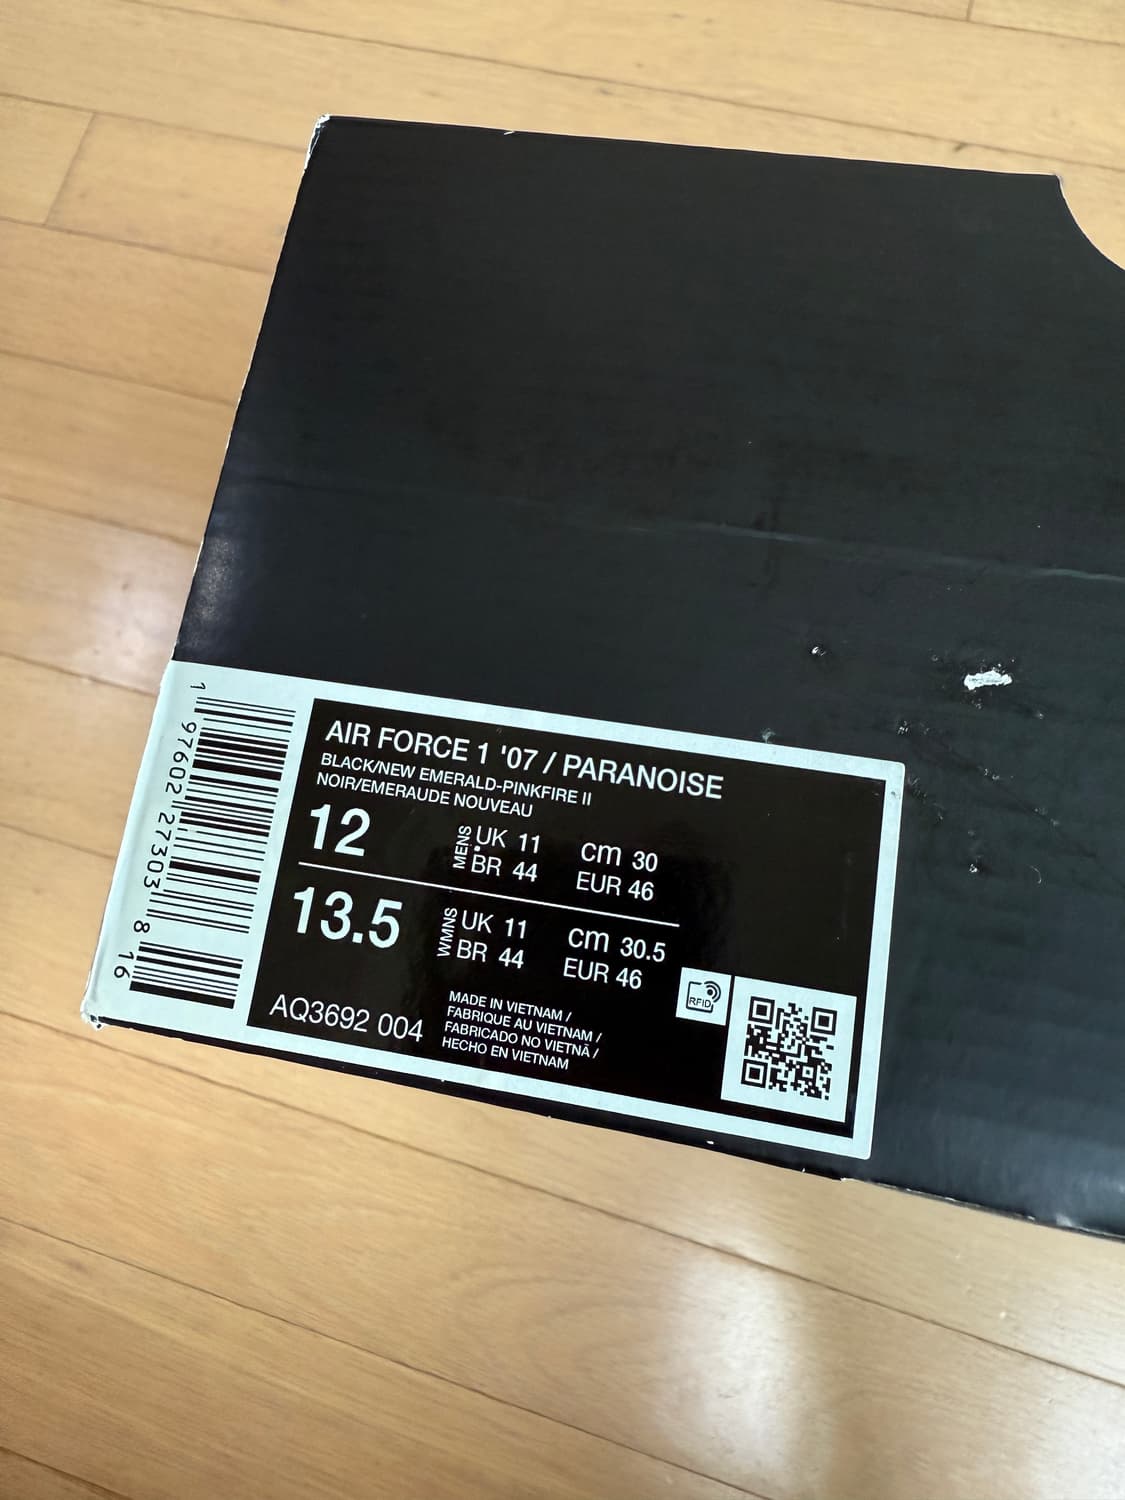 AIR FORCE 1 '07 / PARANOISE
BLACK/NEW EMERALD-PINKFIRE II
NOIR/EMERAUDE NOUVEAU
12 MENS UK 11 cm 30
BR 44 EUR 46
13.5 WMNS UK 11 cm 30.5
BR 44 EUR 46
AQ3692 004
MADE IN VIETNAM /
FABRIQUE AU VIETNAM /
FABRICADO NO VIETNÃ /
HECHO EN VIETNAM
RFID
1 97602 27303 8 16